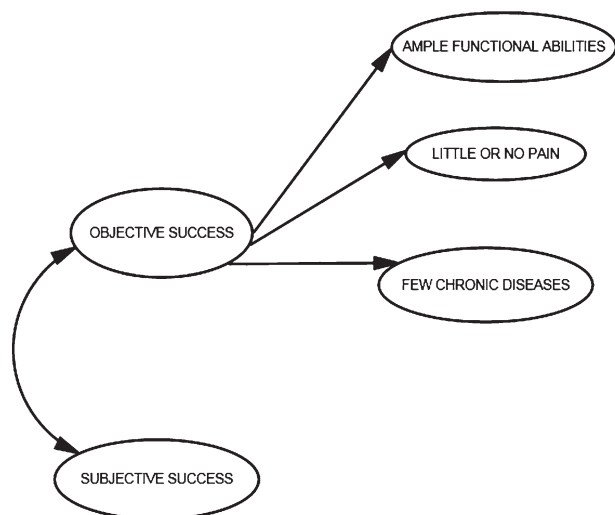 AMPLE FUNCTIONAL ABILITIES
LITTLE OR NO PAIN
OBJECTIVE SUCCESS
FEW CHRONIC DISEASES
SUBJECTIVE SUCCESS